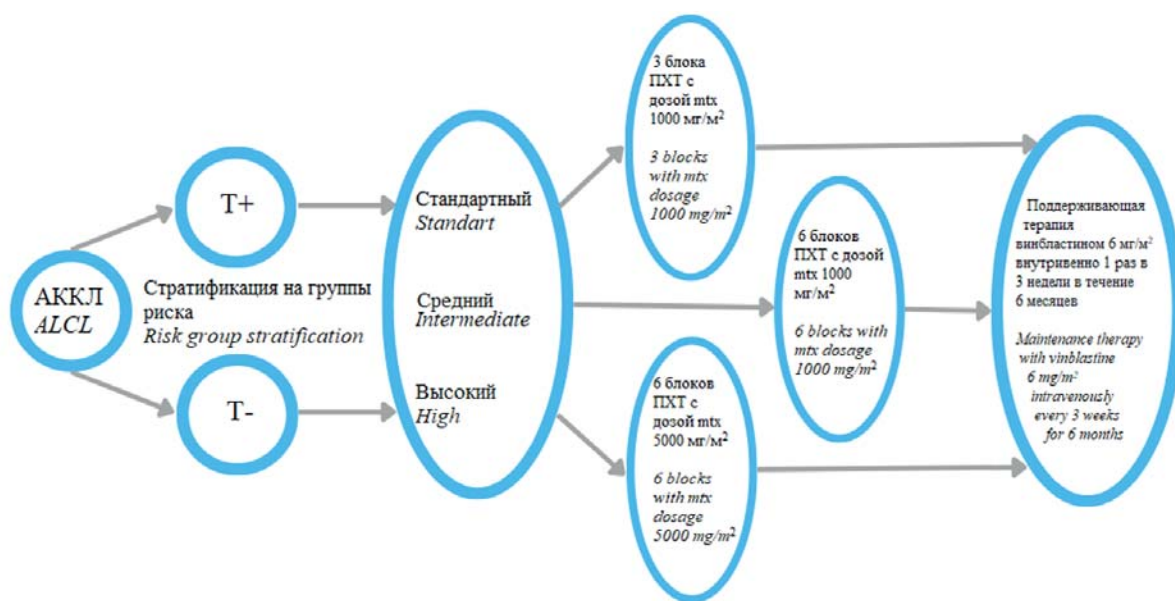 АККЛ
ALCL
T+
Стратификация на группы
риска
Risk group stratification
T-
Стандартный
Standart
Средний
Intermediate
Высокий
High
3 блока
ПХТ с
дозой mtx
1000 мг/м²
3 blocks
with mtx
dosage
1000 mg/m²
6 блоков
ПХТ с дозой
mtx 1000
мг/м²
6 blocks with
mtx dosage
1000 mg/m²
6 блоков
ПХТ с
дозой mtx
5000 мг/м²
6 blocks
with mtx
dosage
5000 mg/m²
Поддерживающая
терапия
винбластином 6 мг/м²
внутривенно 1 раз в
3 недели в течение
6 месяцев
Maintenance therapy
with vinblastine
6 mg/m²
intravenously
every 3 weeks
for 6 months